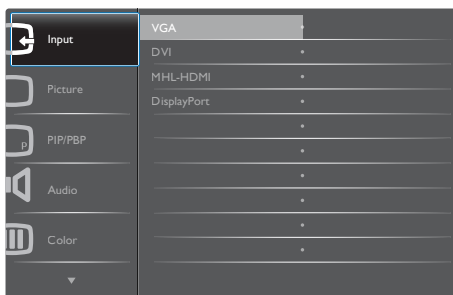 Input
Picture
P
PIP/PBP
Audio
Color
VGA
DVI
MHL-HDMI
DisplayPort